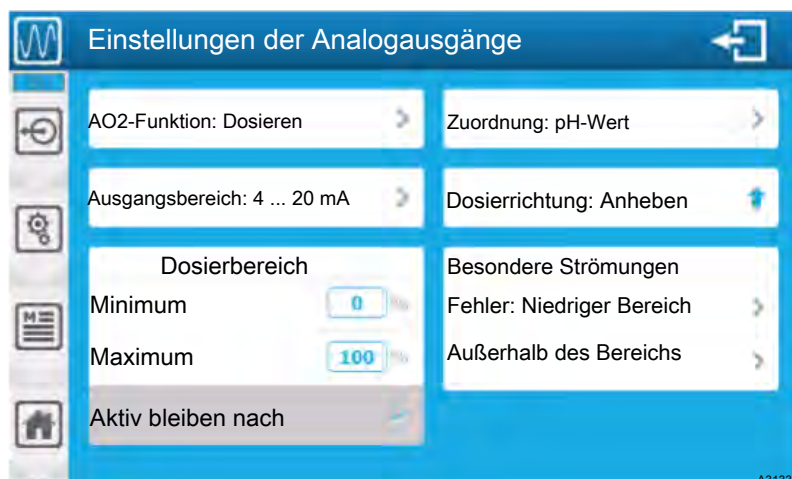 Einstellungen der Analogausgänge
AO2-Funktion: Dosieren
Zuordnung: pH-Wert
Ausgangsbereich: 4 ... 20 mA
Dosierrichtung: Anheben
Dosierbereich
Minimum 0 %
Maximum 100 %
Aktiv bleiben nach
Besondere Strömungen
Fehler: Niedriger Bereich
Außerhalb des Bereichs